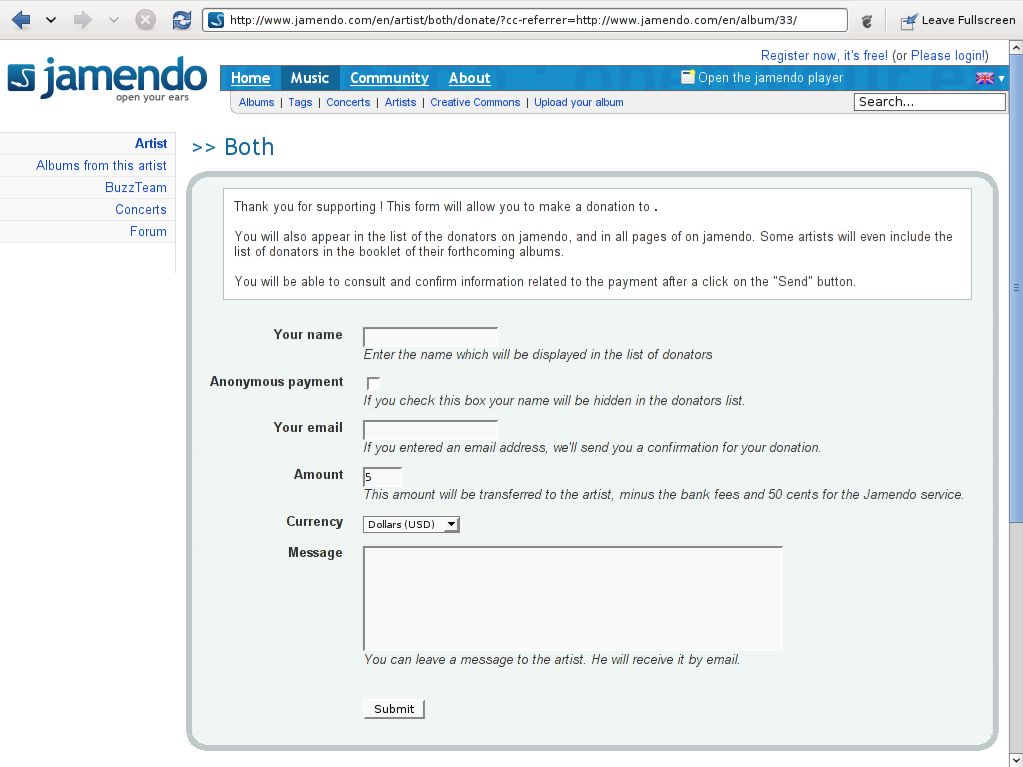 http://www.jamendo.com/en/artist/both/donate/?cc-referrer=http://www.jamendo.com/en/album/33/
Leave Fullscreen
Register now, it's free! (or Please login!)
jamendo
open your ears
Home Music Community About
Open the jamendo player
Albums | Tags | Concerts | Artists | Creative Commons | Upload your album
Search...
Artist
Albums from this artist
BuzzTeam
Concerts
Forum
>> Both
Thank you for supporting ! This form will allow you to make a donation to .
You will also appear in the list of the donators on jamendo, and in all pages of on jamendo. Some artists will even include the
list of donators in the booklet of their forthcoming albums.
You will be able to consult and confirm information related to the payment after a click on the "Send" button.
Your name
Enter the name which will be displayed in the list of donators
Anonymous payment
If you check this box your name will be hidden in the donators list.
Your email
If you entered an email address, we'll send you a confirmation for your donation.
Amount 5
This amount will be transferred to the artist, minus the bank fees and 50 cents for the Jamendo service.
Currency Dollars (USD)
Message
You can leave a message to the artist. He will receive it by email.
Submit